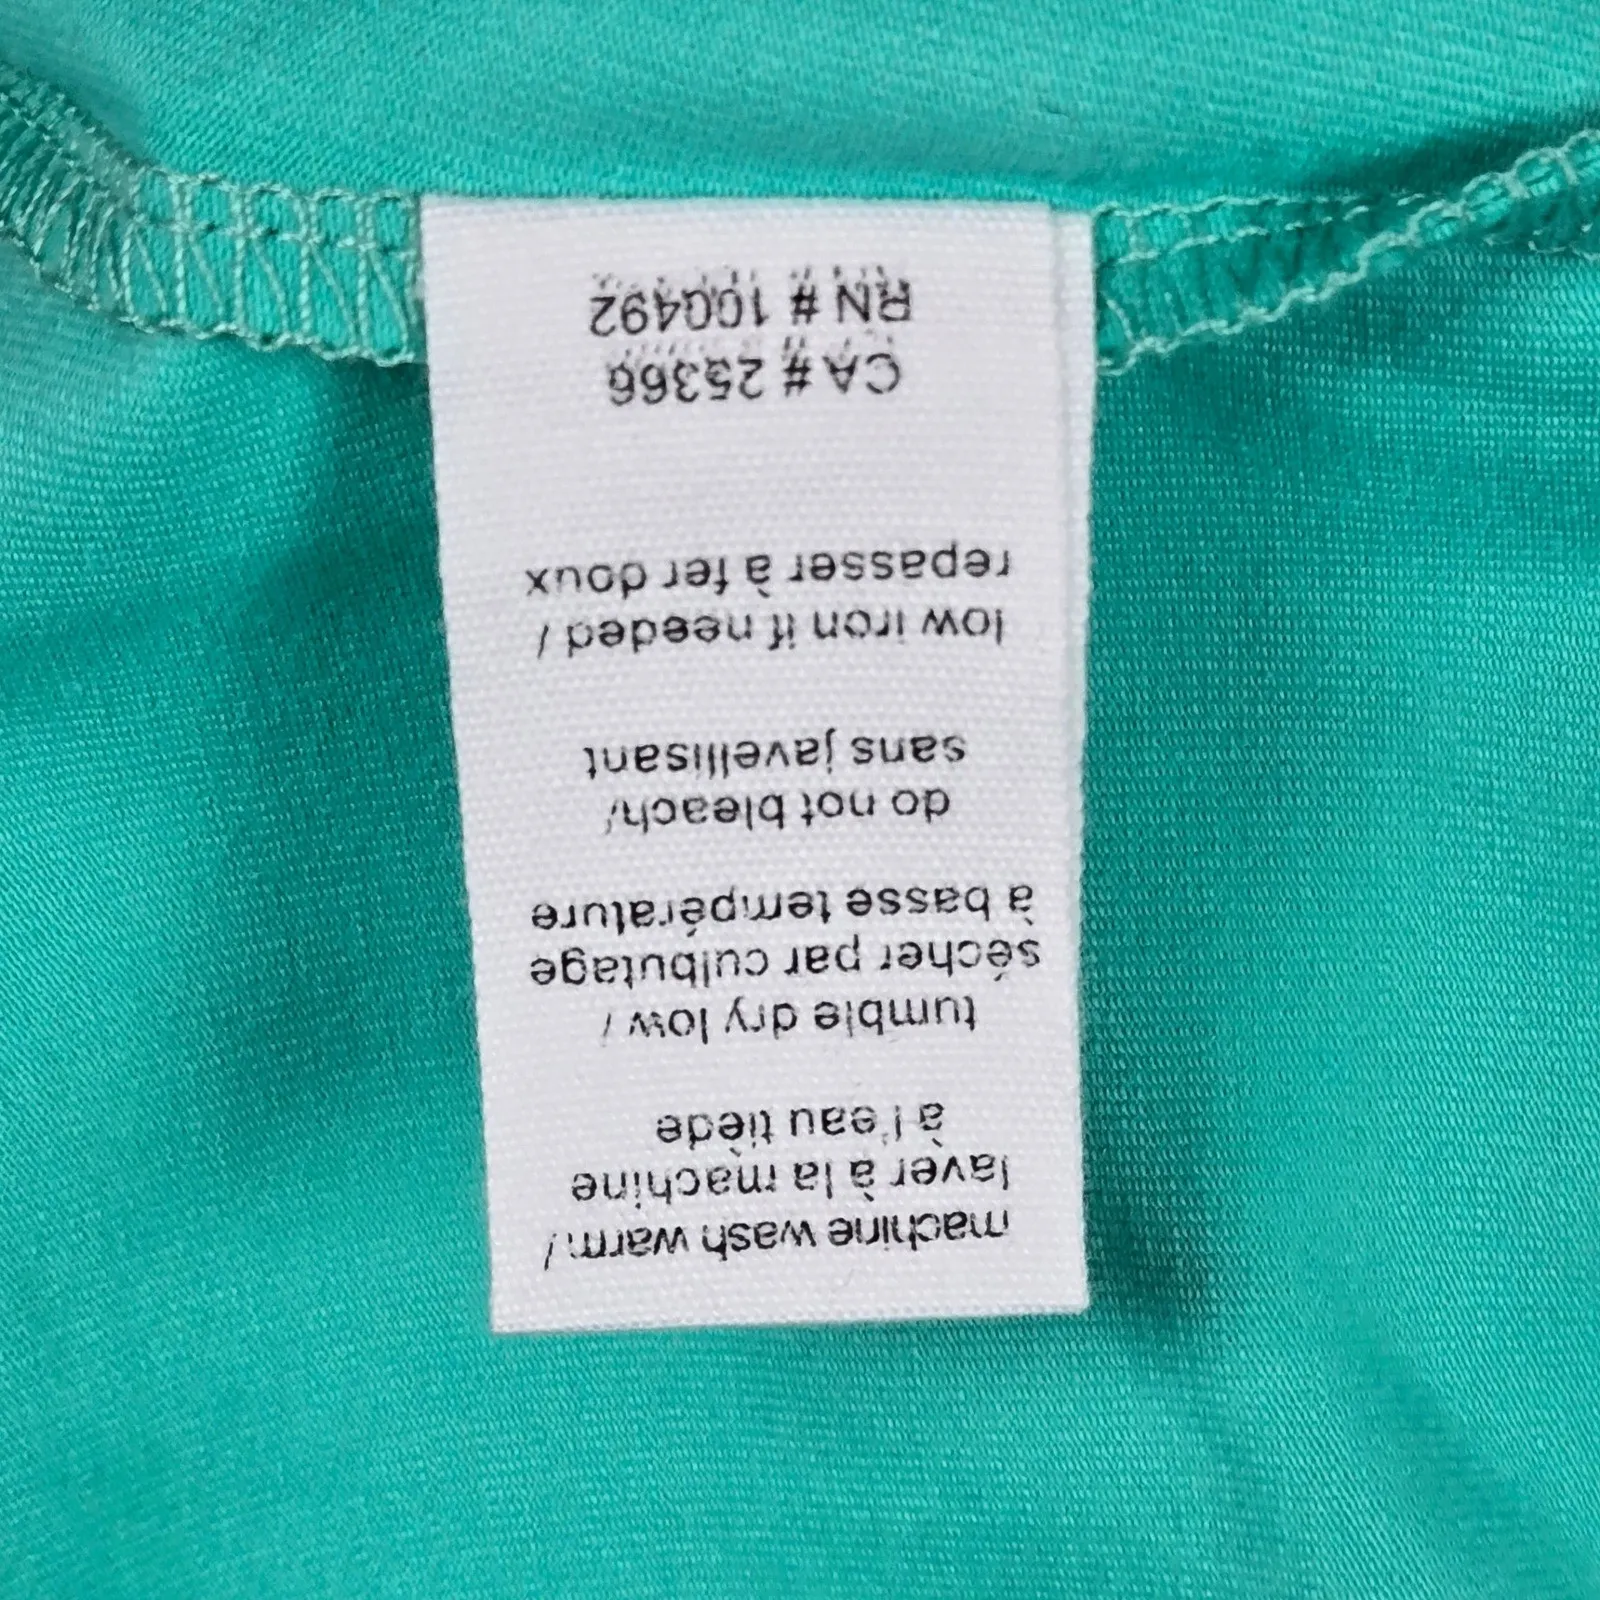 machine wash warm/
laver à la machine
à l'eau tiède
tumble dry low /
sécher par culbutage
à basse température
do not bleach/
sans javellisant
low iron if needed /
repasser à fer doux
CA # 25366
RN # 100492